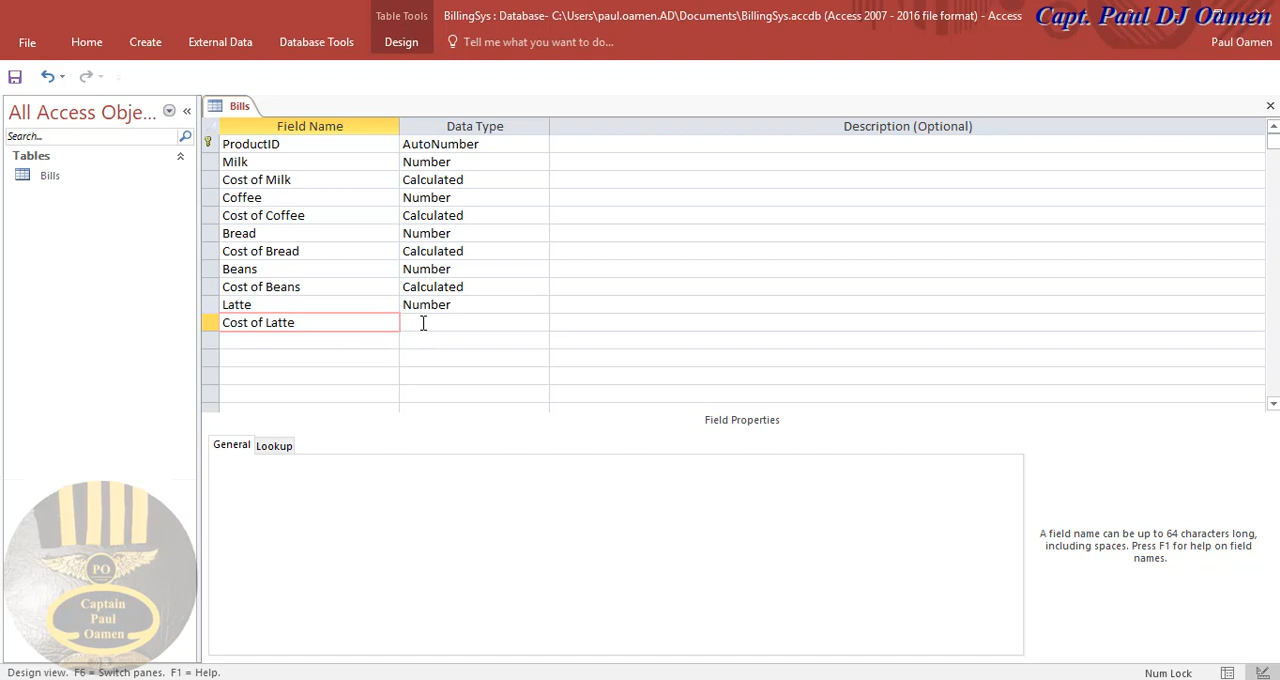 Table Tools
BillingSys : Database- C:\Users\paul.oamen.AD\Documents\BillingSys.accdb (Access 2007 - 2016 file format) - Access
Capt. Paul DJ Oamen
File Home Create External Data Database Tools Design Tell me what you want to do... Paul Oamen
All Access Obje...
Search...
Tables
Bills
Bills
Field Name Data Type Description (Optional)
ProductID AutoNumber
Milk Number
Cost of Milk Calculated
Coffee Number
Cost of Coffee Calculated
Bread Number
Cost of Bread Calculated
Beans Number
Cost of Beans Calculated
Latte Number
Cost of Latte
Field Properties
General Lookup
A field name can be up to 64 characters long,
including spaces. Press F1 for help on field
names.
PO
Captain
Paul
Oamen
Design view. F6 = Switch panes. F1 = Help. Num Lock